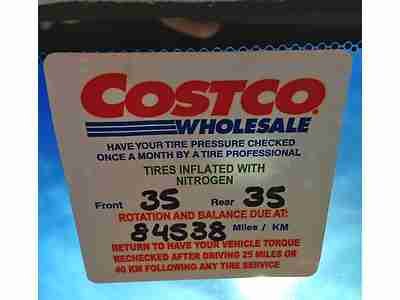 COSTCO
WHOLESALE
HAVE YOUR TIRE PRESSURE CHECKED
ONCE A MONTH BY A TIRE PROFESSIONAL
TIRES INFLATED WITH
NITROGEN
Front 35 Rear 35
ROTATION AND BALANCE DUE AT:
84538 Miles / KM
RETURN TO HAVE YOUR VEHICLE TORQUE
RECHECKED AFTER DRIVING 25 MILES OR
40 KM FOLLOWING ANY TIRE SERVICE